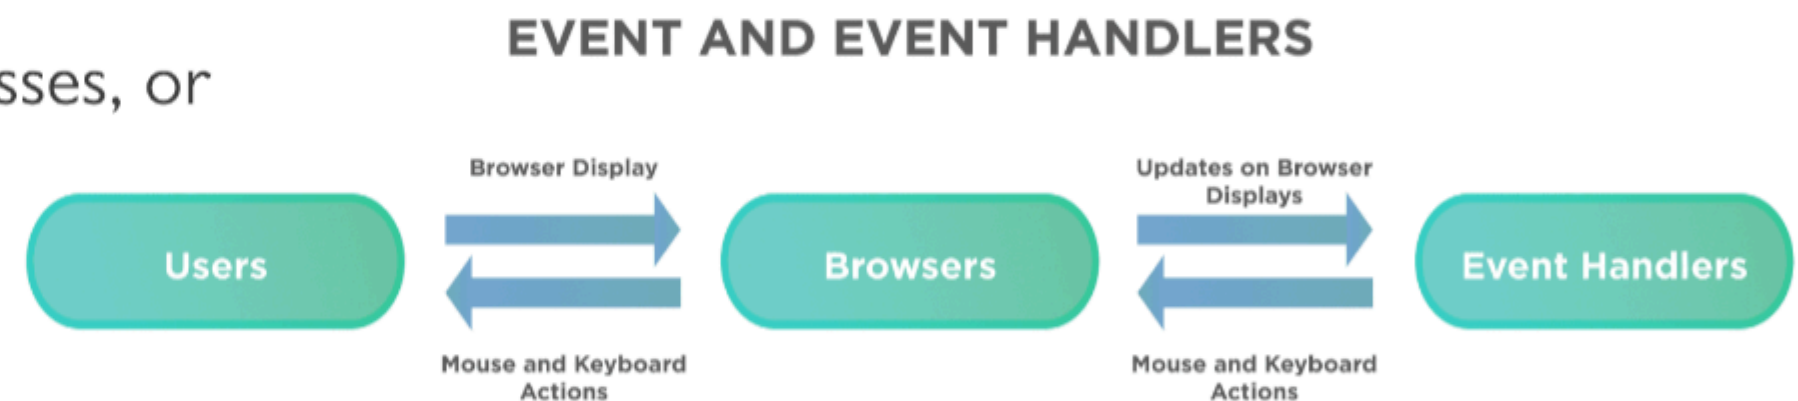 EVENT AND EVENT HANDLERS
sses, or
Browser Display
Updates on Browser
Displays
Users
Browsers
Event Handlers
Mouse and Keyboard
Actions
Mouse and Keyboard
Actions